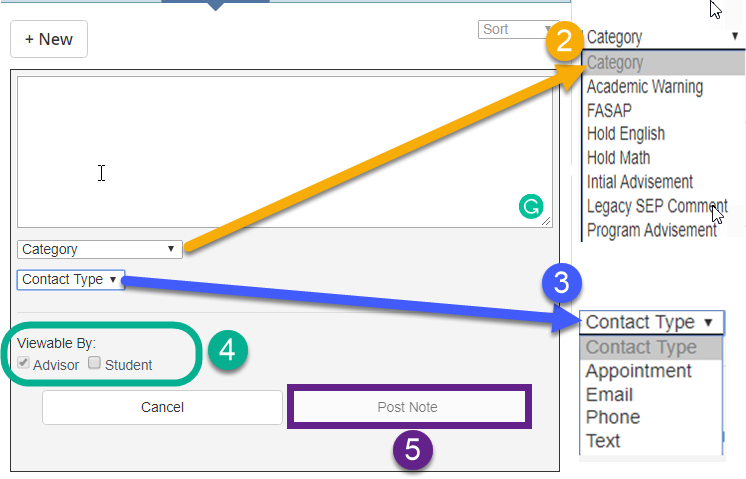 + New
Sort
2
Category
Category
Academic Warning
FASAP
Hold English
Hold Math
Intial Advisement
Legacy SEP Comment
Program Advisement
Category
Contact Type
3
Contact Type
Contact Type
Appointment
Email
Phone
Text
Viewable By:
Advisor Student
4
Cancel
Post Note
5